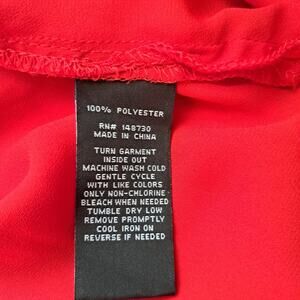 100% POLYESTER
RN# 148730
MADE IN CHINA
TURN GARMENT
INSIDE OUT
MACHINE WASH COLD
GENTLE CYCLE
WITH LIKE COLORS
ONLY NON-CHLORINE
BLEACH WHEN NEEDED
TUMBLE DRY LOW
REMOVE PROMPTLY
COOL IRON ON
REVERSE IF NEEDED